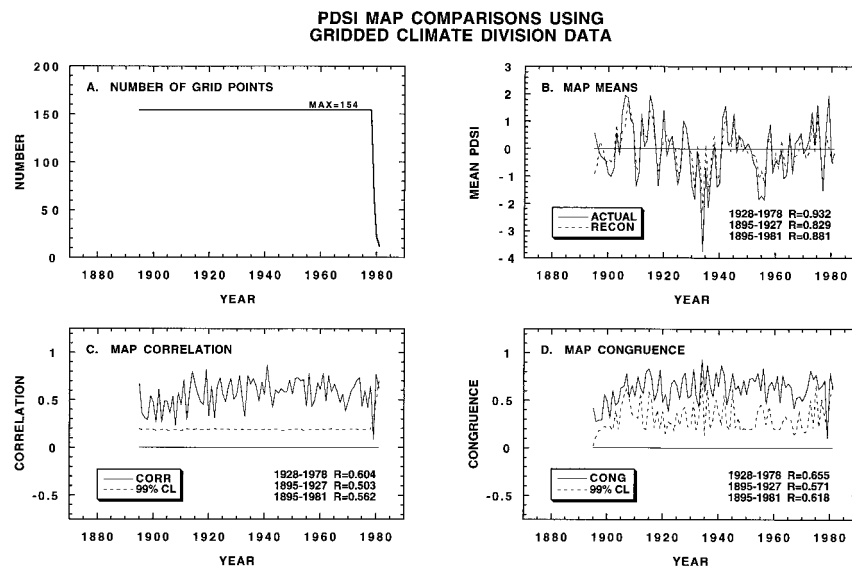 PDSI MAP COMPARISONS USING
GRIDDED CLIMATE DIVISION DATA
A. NUMBER OF GRID POINTS
MAX=154
NUMBER
200
150
100
50
0
1880 1900 1920 1940 1960 1980
YEAR
B. MAP MEANS
MEAN PDSI
3
2
1
0
-1
-2
-3
-4
ACTUAL
RECON
1928-1978 R=0.932
1895-1927 R=0.829
1895-1981 R=0.881
1880 1900 1920 1940 1960 1980
YEAR
C. MAP CORRELATION
CORRELATION
1
0.5
0
-0.5
CORR
99% CL
1928-1978 R=0.604
1895-1927 R=0.503
1895-1981 R=0.562
1880 1900 1920 1940 1960 1980
YEAR
D. MAP CONGRUENCE
CONGRUENCE
1
0.5
0
-0.5
CONG
99% CL
1928-1978 R=0.655
1895-1927 R=0.571
1895-1981 R=0.618
1880 1900 1920 1940 1960 1980
YEAR